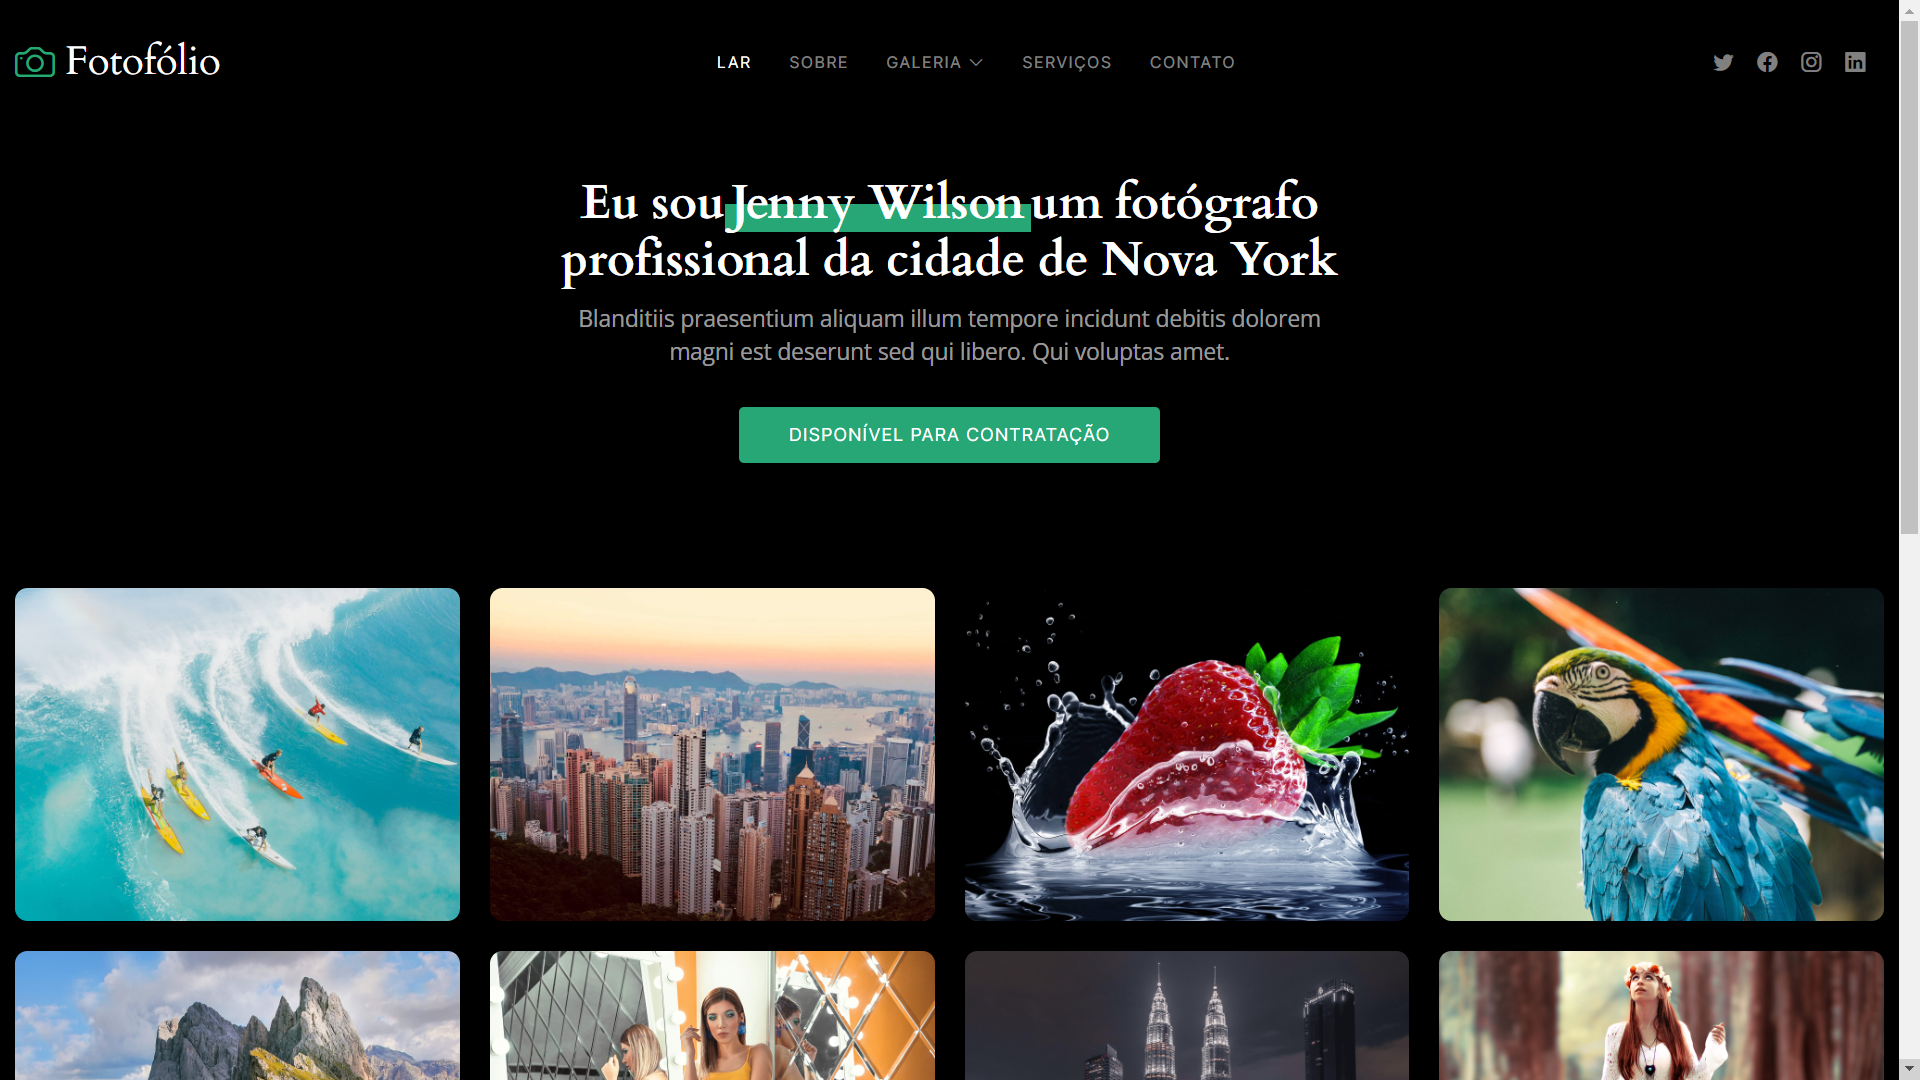 Fotofólio
LAR
SOBRE
GALERIA
SERVIÇOS
CONTATO
Eu sou Jenny Wilson um fotógrafo
profissional da cidade de Nova York
Blanditiis praesentium aliquam illum tempore incidunt debitis dolorem
magni est deserunt sed qui libero. Qui voluptas amet.
DISPONÍVEL PARA CONTRATAÇÃO